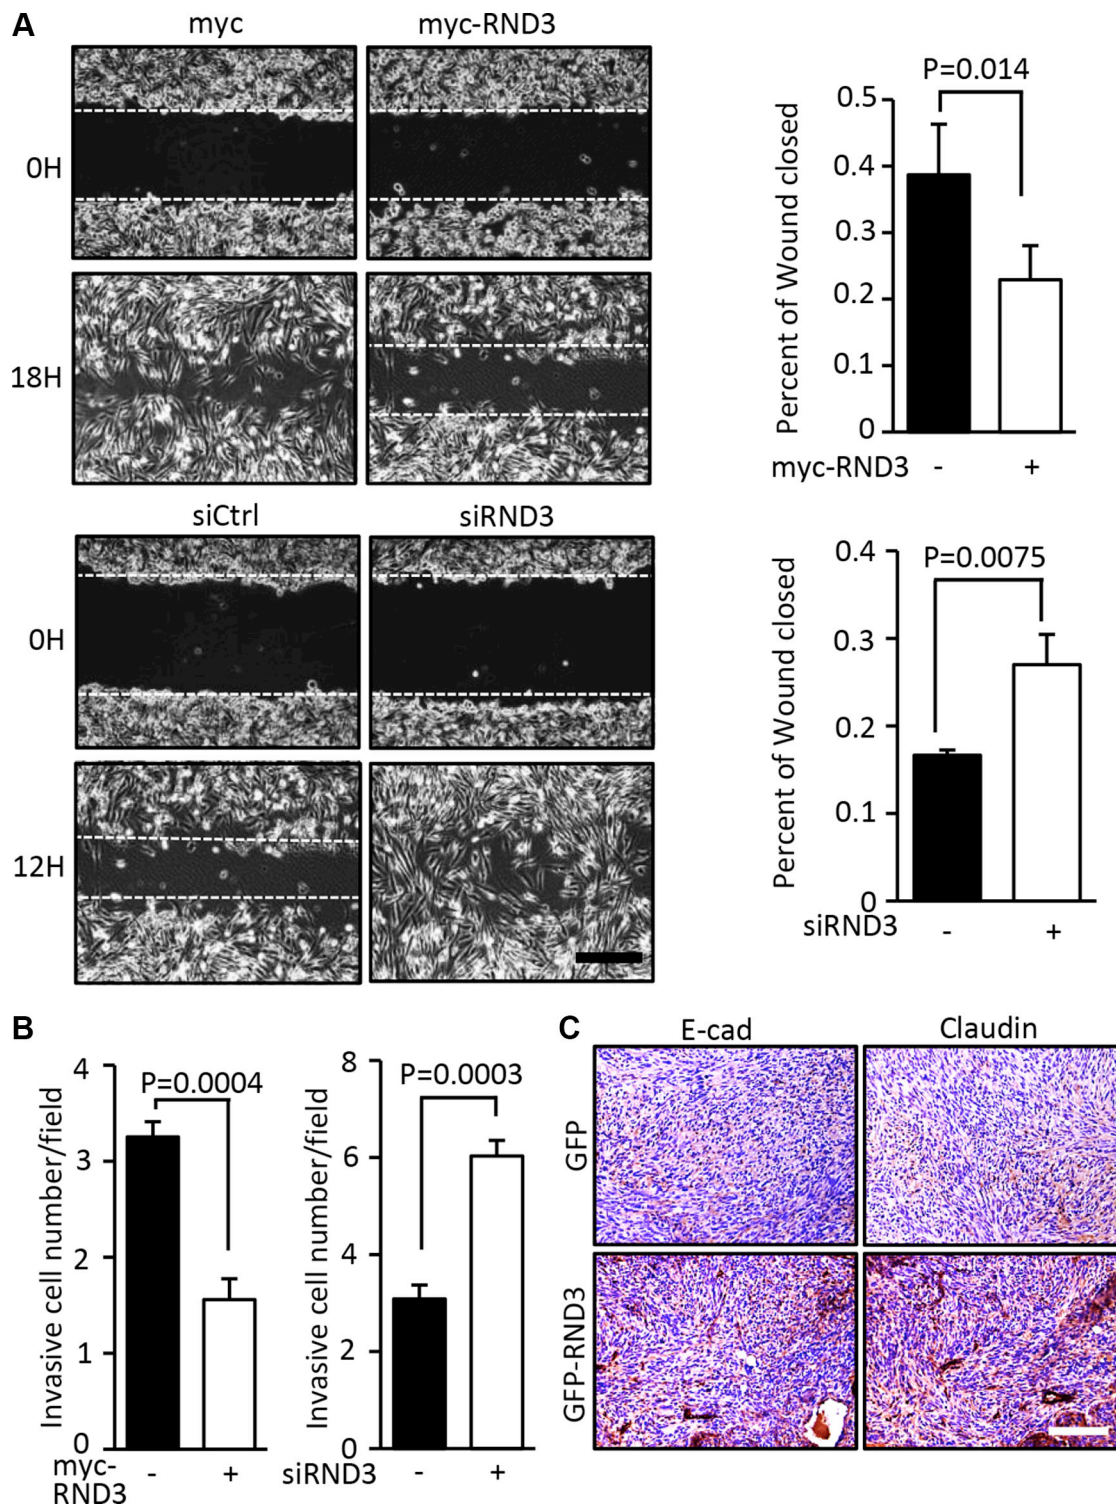 A
myc
myc-RND3
0H
18H
P=0.014
Percent of Wound closed
0.5
0.4
0.3
0.2
0.1
0
myc-RND3 - +
siCtrl
siRND3
0H
12H
P=0.0075
Percent of Wound closed
0.4
0.3
0.2
0.1
0
siRND3 - +
B
P=0.0004
Invasive cell number/field
4
3
2
1
0
myc-
RND3 - +
P=0.0003
Invasive cell number/field
8
6
4
2
0
siRND3 - +
C
E-cad
Claudin
GFP
GFP-RND3